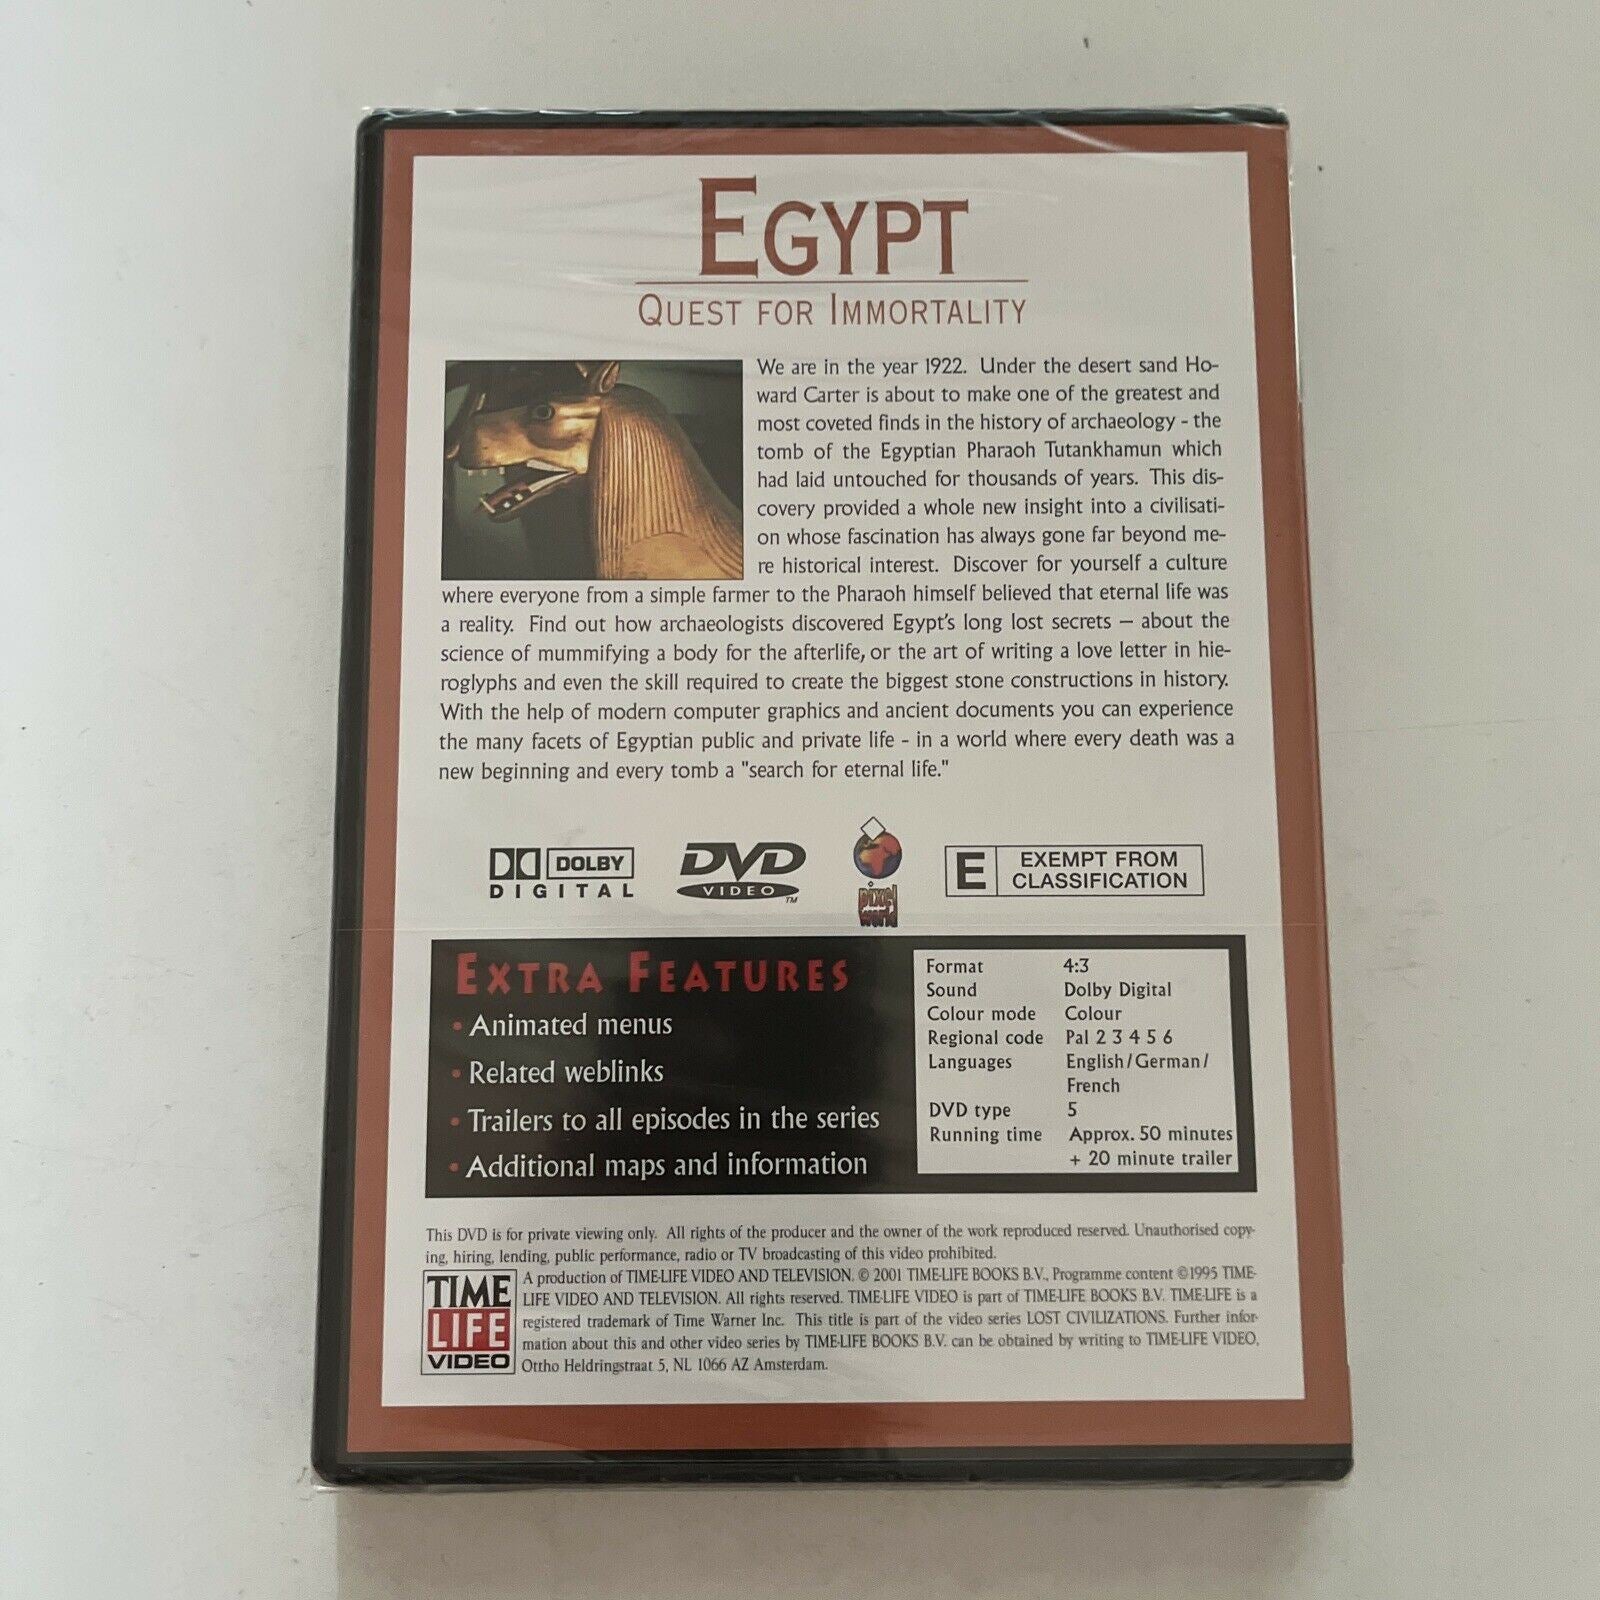 EGYPT
QUEST FOR IMMORTALITY
We are in the year 1922. Under the desert sand Ho-
ward Carter is about to make one of the greatest and
most coveted finds in the history of archaeology - the
tomb of the Egyptian Pharaoh Tutankhamun which
had laid untouched for thousands of years. This dis-
covery provided a whole new insight into a civilisati-
on whose fascination has always gone far beyond me-
re historical interest. Discover for yourself a culture
where everyone from a simple farmer to the Pharaoh himself believed that eternal life was
a reality. Find out how archaeologists discovered Egypt's long lost secrets – about the
science of mummifying a body for the afterlife, or the art of writing a love letter in hie-
roglyphs and even the skill required to create the biggest stone constructions in history.
With the help of modern computer graphics and ancient documents you can experience
the many facets of Egyptian public and private life - in a world where every death was a
new beginning and every tomb a "search for eternal life."
DOLBY
DIGITAL
DVD
VIDEO™
pixel
world
E EXEMPT FROM
CLASSIFICATION
EXTRA FEATURES
• Animated menus
• Related weblinks
• Trailers to all episodes in the series
• Additional maps and information
Format 4:3
Sound Dolby Digital
Colour mode Colour
Regional code Pal 2 3 4 5 6
Languages English/German/
French
DVD type 5
Running time Approx. 50 minutes
+ 20 minute trailer
This DVD is for private viewing only. All rights of the producer and the owner of the work reproduced reserved. Unauthorised copy-
ing, hiring, lending, public performance, radio or TV broadcasting of this video prohibited.
TIME
LIFE
VIDEO
A production of TIME-LIFE VIDEO AND TELEVISION. © 2001 TIME-LIFE BOOKS B.V., Programme content ©1995 TIME-
LIFE VIDEO AND TELEVISION. All rights reserved. TIME-LIFE VIDEO is part of TIME-LIFE BOOKS B.V. TIME-LIFE is a
registered trademark of Time Warner Inc. This title is part of the video series LOST CIVILIZATIONS. Further infor-
mation about this and other video series by TIME-LIFE BOOKS B.V. can be obtained by writing to TIME-LIFE VIDEO,
Ottho Heldringstraat 5, NL 1066 AZ Amsterdam.